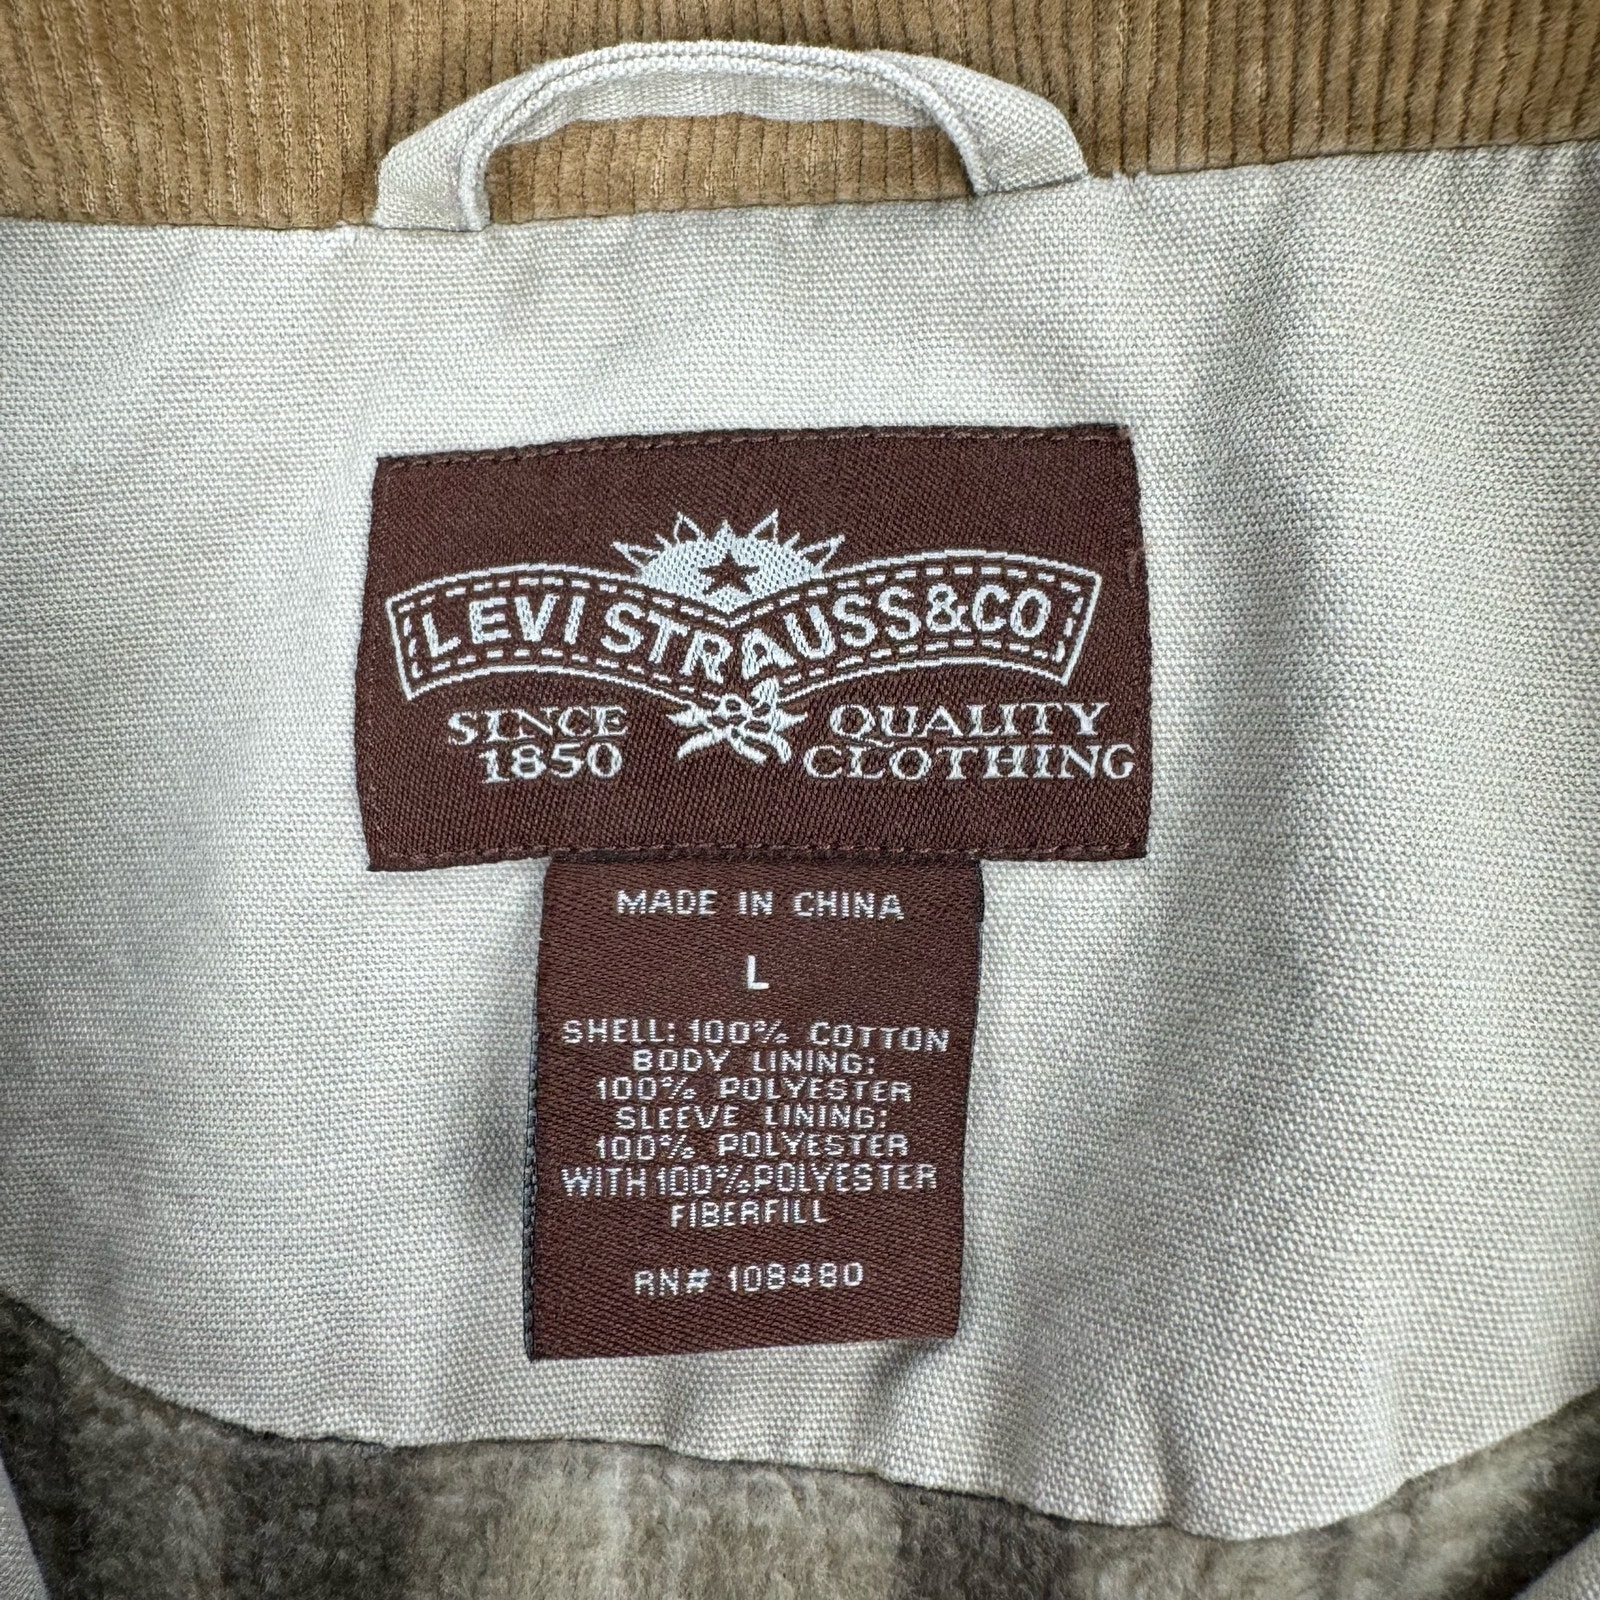 LEVI STRAUSS & CO
SINCE 1850
QUALITY CLOTHING
MADE IN CHINA
L
SHELL: 100% COTTON
BODY LINING:
100% POLYESTER
SLEEVE LINING:
100% POLYESTER
WITH 100% POLYESTER
FIBERFILL
RN# 108480